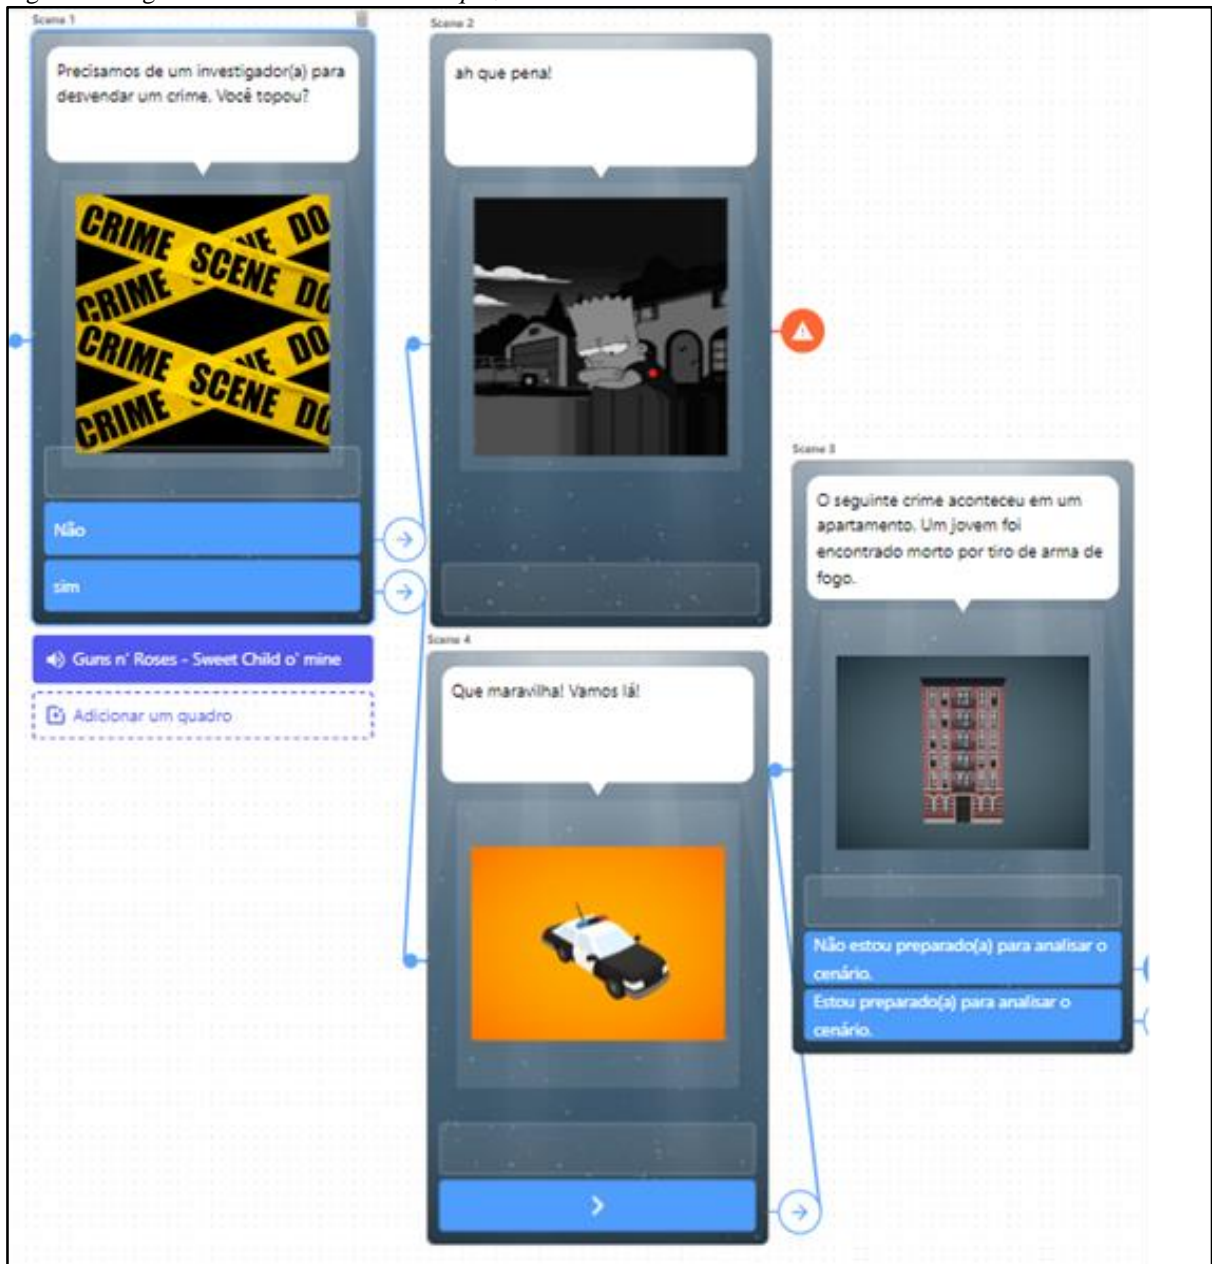 Scene 1
Precisamos de um investigador(a) para
desvendar um crime. Você topou?
CRIME SCENE DO
CRIME SCENE DO
CRIME SCENE DO
CRIME SCENE DO
Não
sim
Guns n' Roses - Sweet Child o' mine
Adicionar um quadro
Scene 2
ah que pena!
Scene 3
O seguinte crime aconteceu em um
apartamento. Um jovem foi
encontrado morto por tiro de arma de
fogo.
Não estou preparado(a) para analisar o
cenário.
Estou preparado(a) para analisar o
cenário.
Scene 4
Que maravilha! Vamos lá!